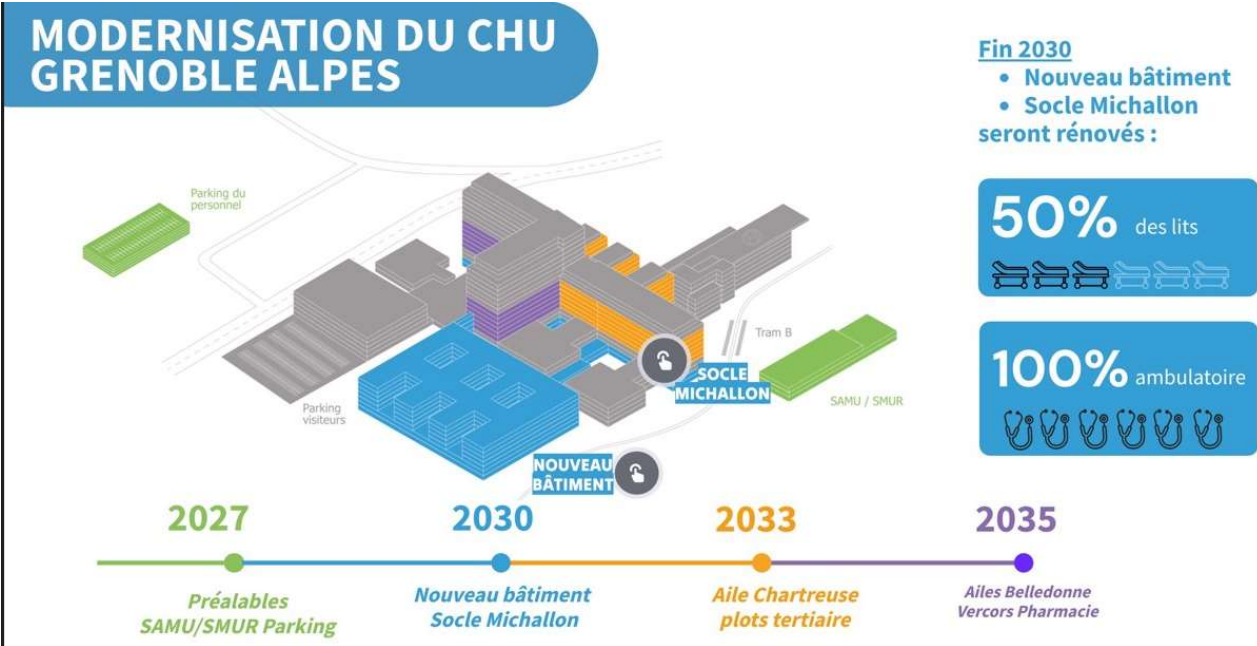 MODERNISATION DU CHU
GRENOBLE ALPES
Fin 2030
• Nouveau bâtiment
• Socle Michallon
seront rénovés :
50% des lits
100% ambulatoire
Parking du
personnel
Parking
visiteurs
Tram B
SOCLE
MICHALLON
SAMU / SMUR
NOUVEAU
BÂTIMENT
2027
Préalables
SAMU/SMUR Parking
2030
Nouveau bâtiment
Socle Michallon
2033
Aile Chartreuse
plots tertiaire
2035
Ailes Belledonne
Vercors Pharmacie